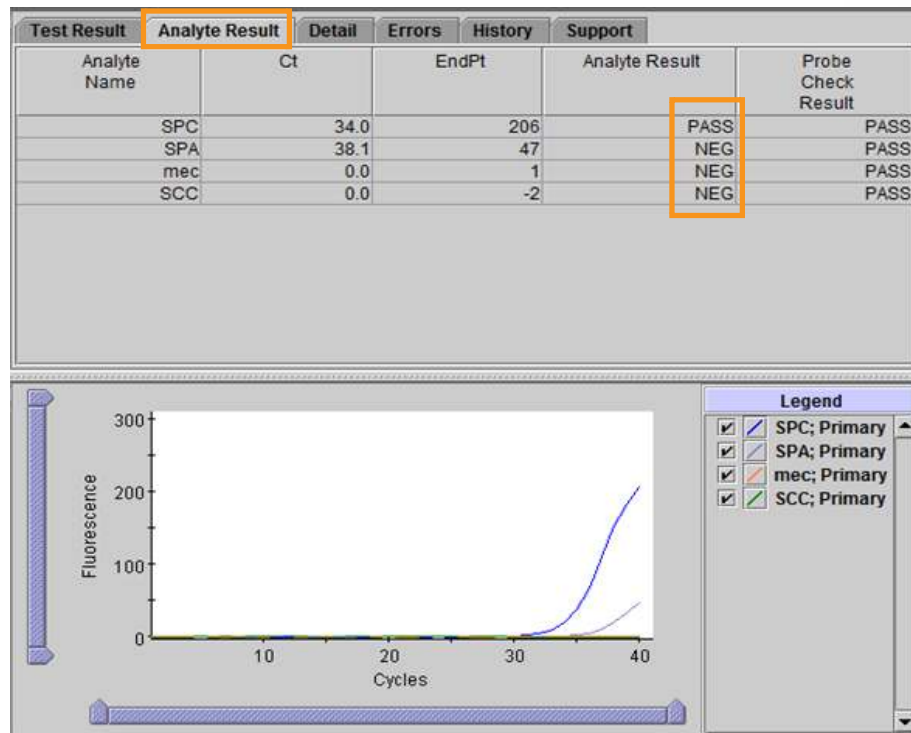 Test Result Analyte Result Detail Errors History Support
Analyte Name Ct EndPt Analyte Result Probe Check Result
SPC 34.0 206 PASS PASS
SPA 38.1 47 NEG PASS
mec 0.0 1 NEG PASS
SCC 0.0 -2 NEG PASS
300
200
100
0
Fluorescence
10 20 30 40
Cycles
Legend
SPC; Primary
SPA; Primary
mec; Primary
SCC; Primary